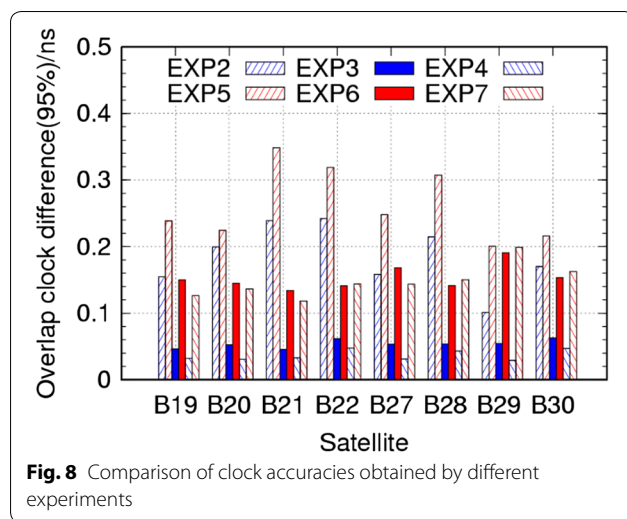 Overlap clock difference(95%)/ns
0.5
0.4
0.3
0.2
0.1
0
EXP2 EXP3 EXP4
EXP5 EXP6 EXP7
B19 B20 B21 B22 B27 B28 B29 B30
Satellite
Fig. 8 Comparison of clock accuracies obtained by different
experiments